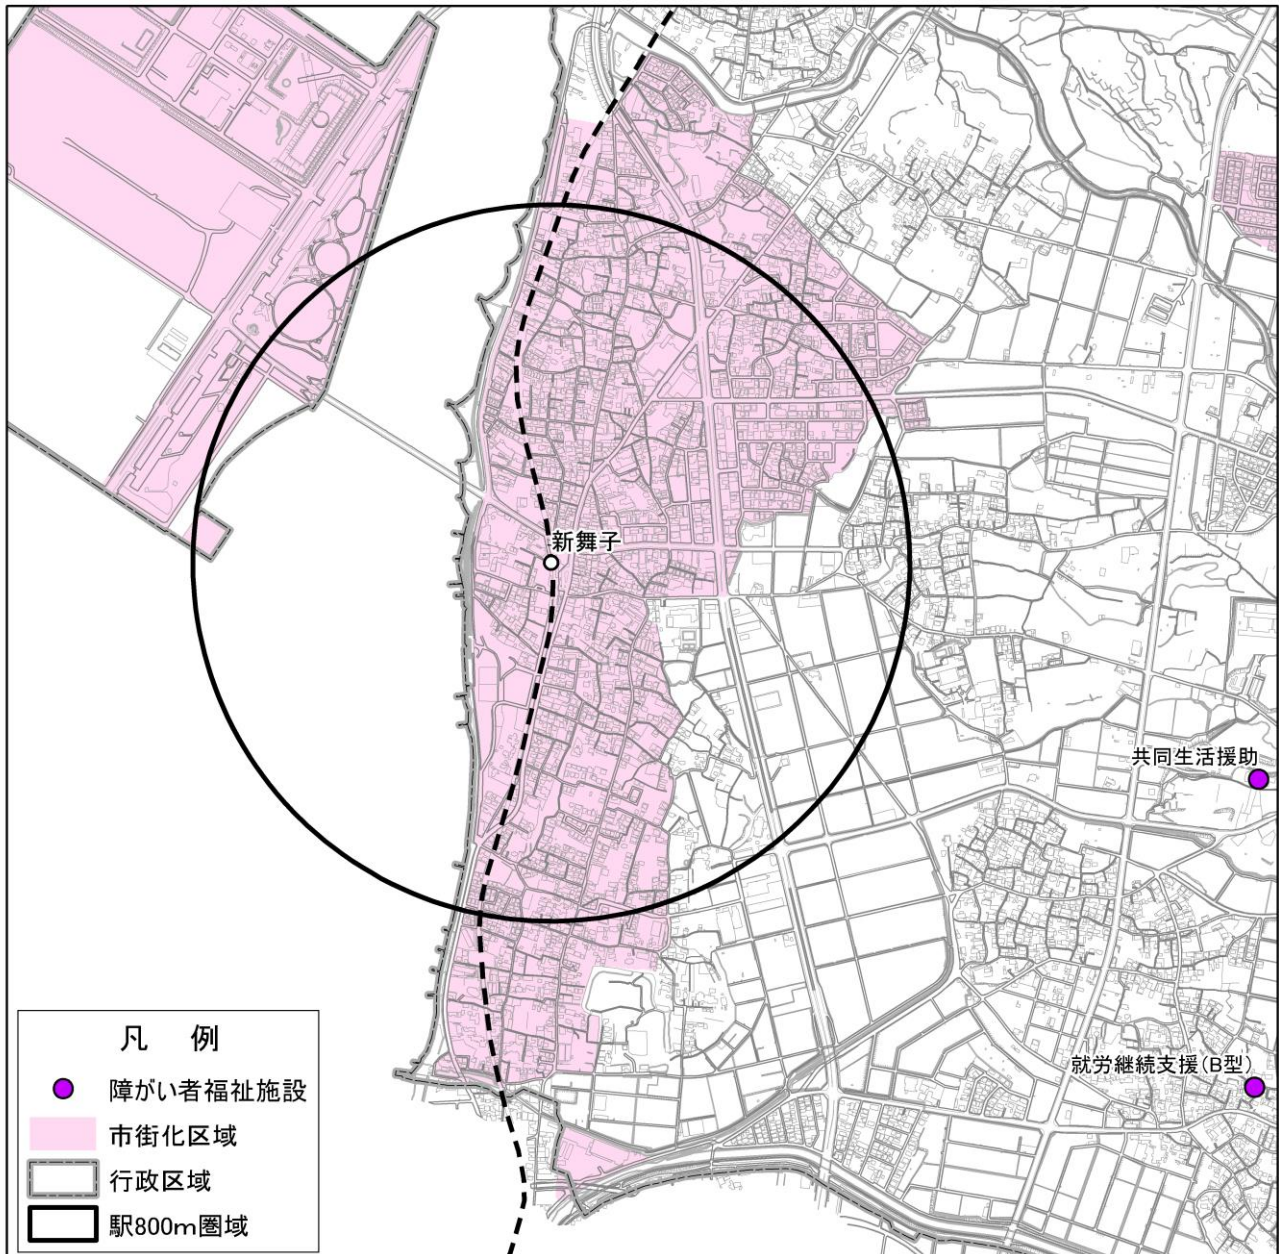 新舞子
共同生活援助
就労継続支援(B型)
凡 例
障がい者福祉施設
市街化区域
行政区域
駅800m圏域